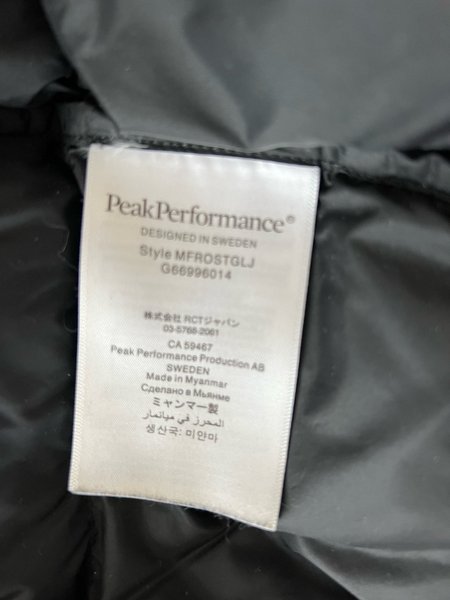 PeakPerformance®
DESIGNED IN SWEDEN
Style MFROSTGLJ
G66996014
株式会社 RCTジャパン
03-5768-2061
CA 59467
Peak Performance Production AB
SWEDEN
Made in Myanmar
Сделано в Мьянме
ミャンマー製
المحرز في ميانمار
생산국: 미얀마